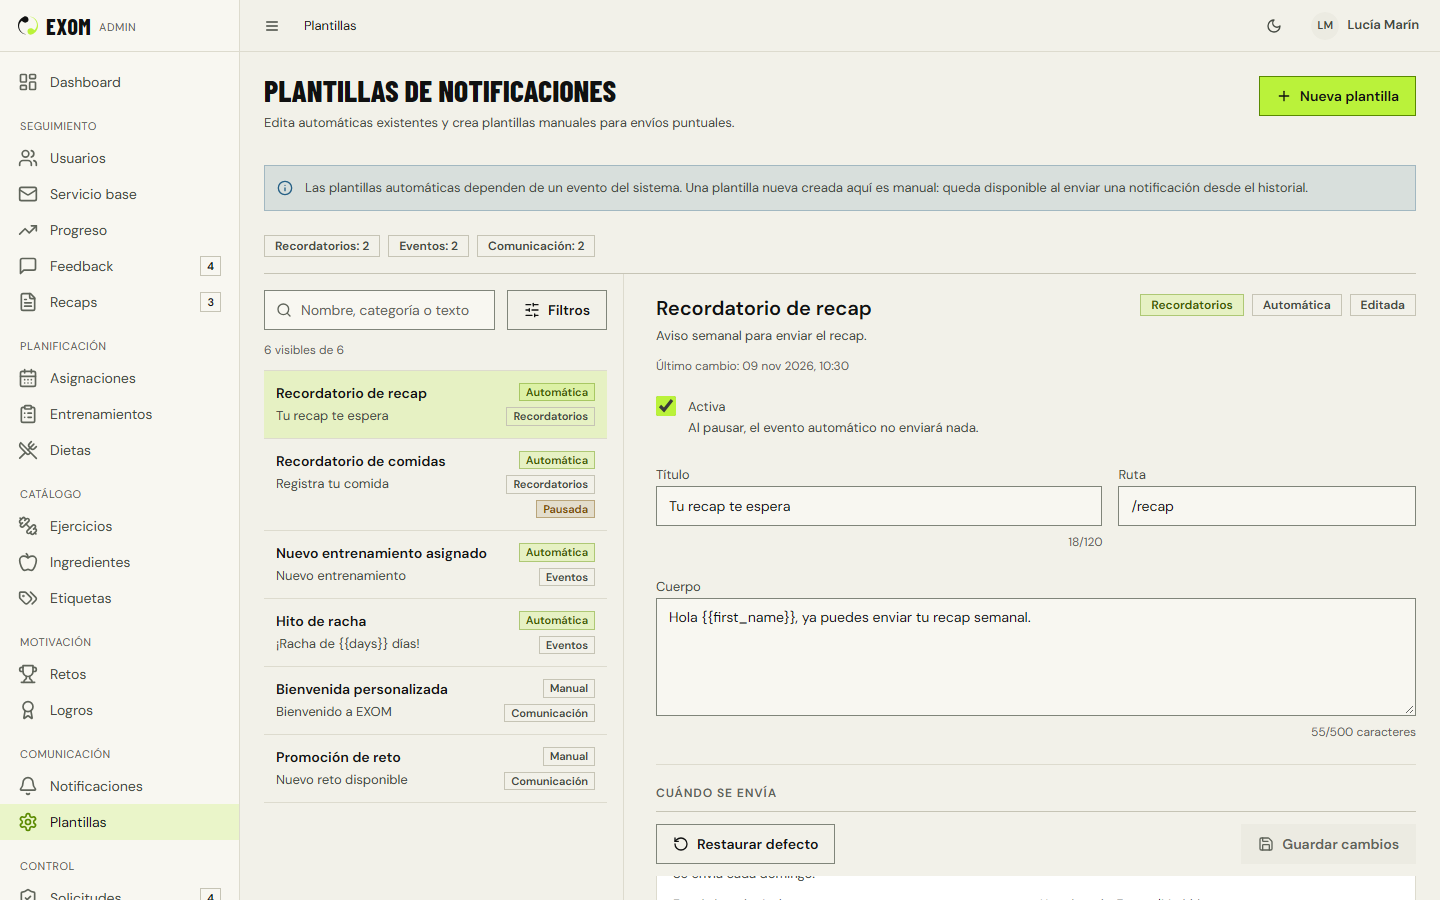 EXOM ADMIN
Plantillas
LM Lucía Marín
Dashboard
SEGUIMIENTO
Usuarios
Servicio base
Progreso
Feedback 4
Recaps 3
PLANIFICACIÓN
Asignaciones
Entrenamientos
Dietas
CATÁLOGO
Ejercicios
Ingredientes
Etiquetas
MOTIVACIÓN
Retos
Logros
COMUNICACIÓN
Notificaciones
Plantillas
CONTROL
Solicitudes 4
PLANTILLAS DE NOTIFICACIONES
Edita automáticas existentes y crea plantillas manuales para envíos puntuales.
Nueva plantilla
Las plantillas automáticas dependen de un evento del sistema. Una plantilla nueva creada aquí es manual: queda disponible al enviar una notificación desde el historial.
Recordatorios: 2 Eventos: 2 Comunicación: 2
Nombre, categoría o texto Filtros
6 visibles de 6
Recordatorio de recap Automática
Tu recap te espera Recordatorios
Recordatorio de comidas Automática
Registra tu comida Recordatorios
Pausada
Nuevo entrenamiento asignado Automática
Nuevo entrenamiento Eventos
Hito de racha Automática
¡Racha de {{days}} días! Eventos
Bienvenida personalizada Manual
Bienvenido a EXOM Comunicación
Promoción de reto Manual
Nuevo reto disponible Comunicación
Recordatorio de recap Recordatorios Automática Editada
Aviso semanal para enviar el recap.
Último cambio: 09 nov 2026, 10:30
Activa
Al pausar, el evento automático no enviará nada.
Título Ruta
Tu recap te espera /recap
18/120
Cuerpo
Hola {{first_name}}, ya puedes enviar tu recap semanal.
55/500 caracteres
CUÁNDO SE ENVÍA
Restaurar defecto Guardar cambios
Se envía cada domingo.